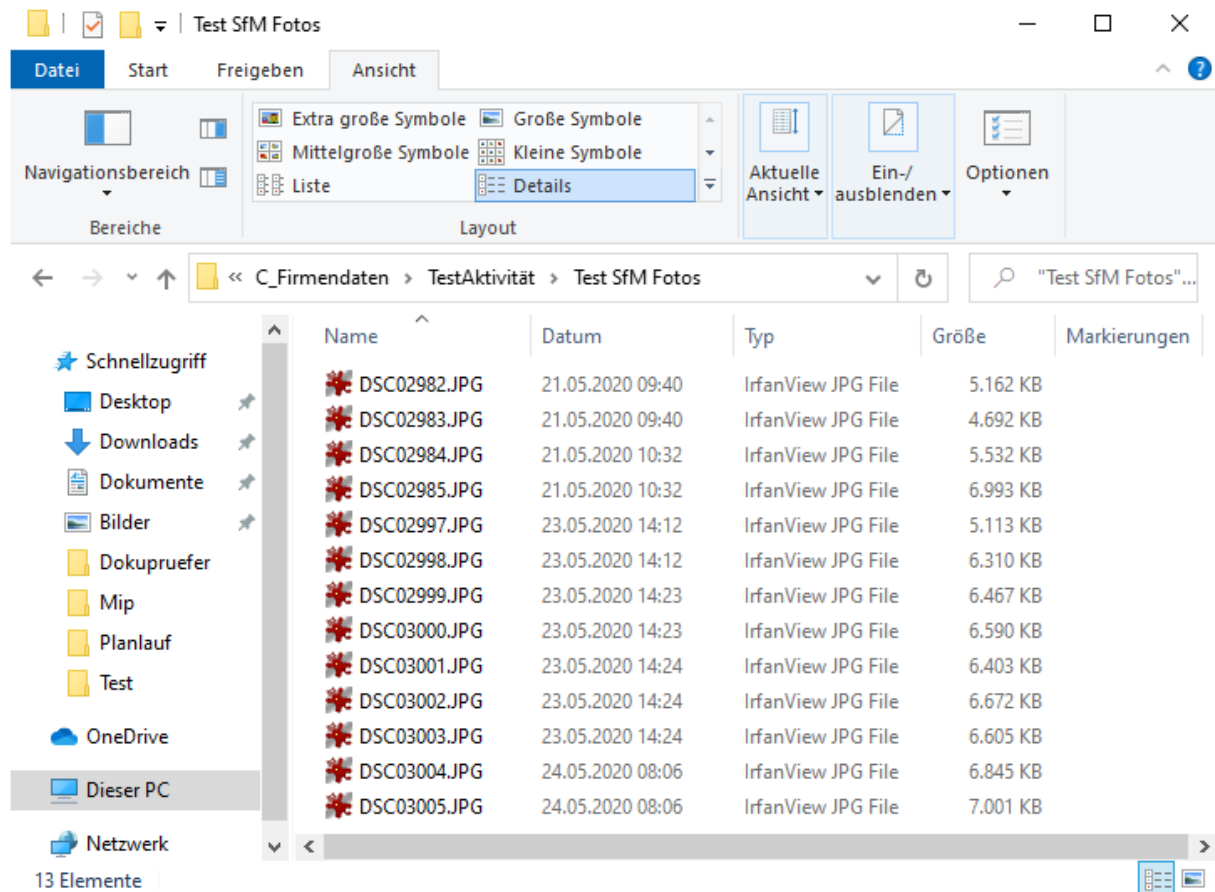 Test SfM Fotos
Datei Start Freigeben Ansicht
Navigationsbereich
Bereiche
Extra große Symbole Große Symbole
Mittelgroße Symbole Kleine Symbole
Liste Details
Layout
Aktuelle Ansicht
Ein-/ ausblenden
Optionen
« C_Firmendaten > TestAktivität > Test SfM Fotos
"Test SfM Fotos"...
Schnellzugriff
Desktop
Downloads
Dokumente
Bilder
Dokupruefer
Mip
Planlauf
Test
OneDrive
Dieser PC
Netzwerk
Name Datum Typ Größe Markierungen
DSC02982.JPG 21.05.2020 09:40 IrfanView JPG File 5.162 KB
DSC02983.JPG 21.05.2020 09:40 IrfanView JPG File 4.692 KB
DSC02984.JPG 21.05.2020 10:32 IrfanView JPG File 5.532 KB
DSC02985.JPG 21.05.2020 10:32 IrfanView JPG File 6.993 KB
DSC02997.JPG 23.05.2020 14:12 IrfanView JPG File 5.113 KB
DSC02998.JPG 23.05.2020 14:12 IrfanView JPG File 6.310 KB
DSC02999.JPG 23.05.2020 14:23 IrfanView JPG File 6.467 KB
DSC03000.JPG 23.05.2020 14:23 IrfanView JPG File 6.590 KB
DSC03001.JPG 23.05.2020 14:24 IrfanView JPG File 6.403 KB
DSC03002.JPG 23.05.2020 14:24 IrfanView JPG File 6.672 KB
DSC03003.JPG 23.05.2020 14:24 IrfanView JPG File 6.605 KB
DSC03004.JPG 24.05.2020 08:06 IrfanView JPG File 6.845 KB
DSC03005.JPG 24.05.2020 08:06 IrfanView JPG File 7.001 KB
13 Elemente